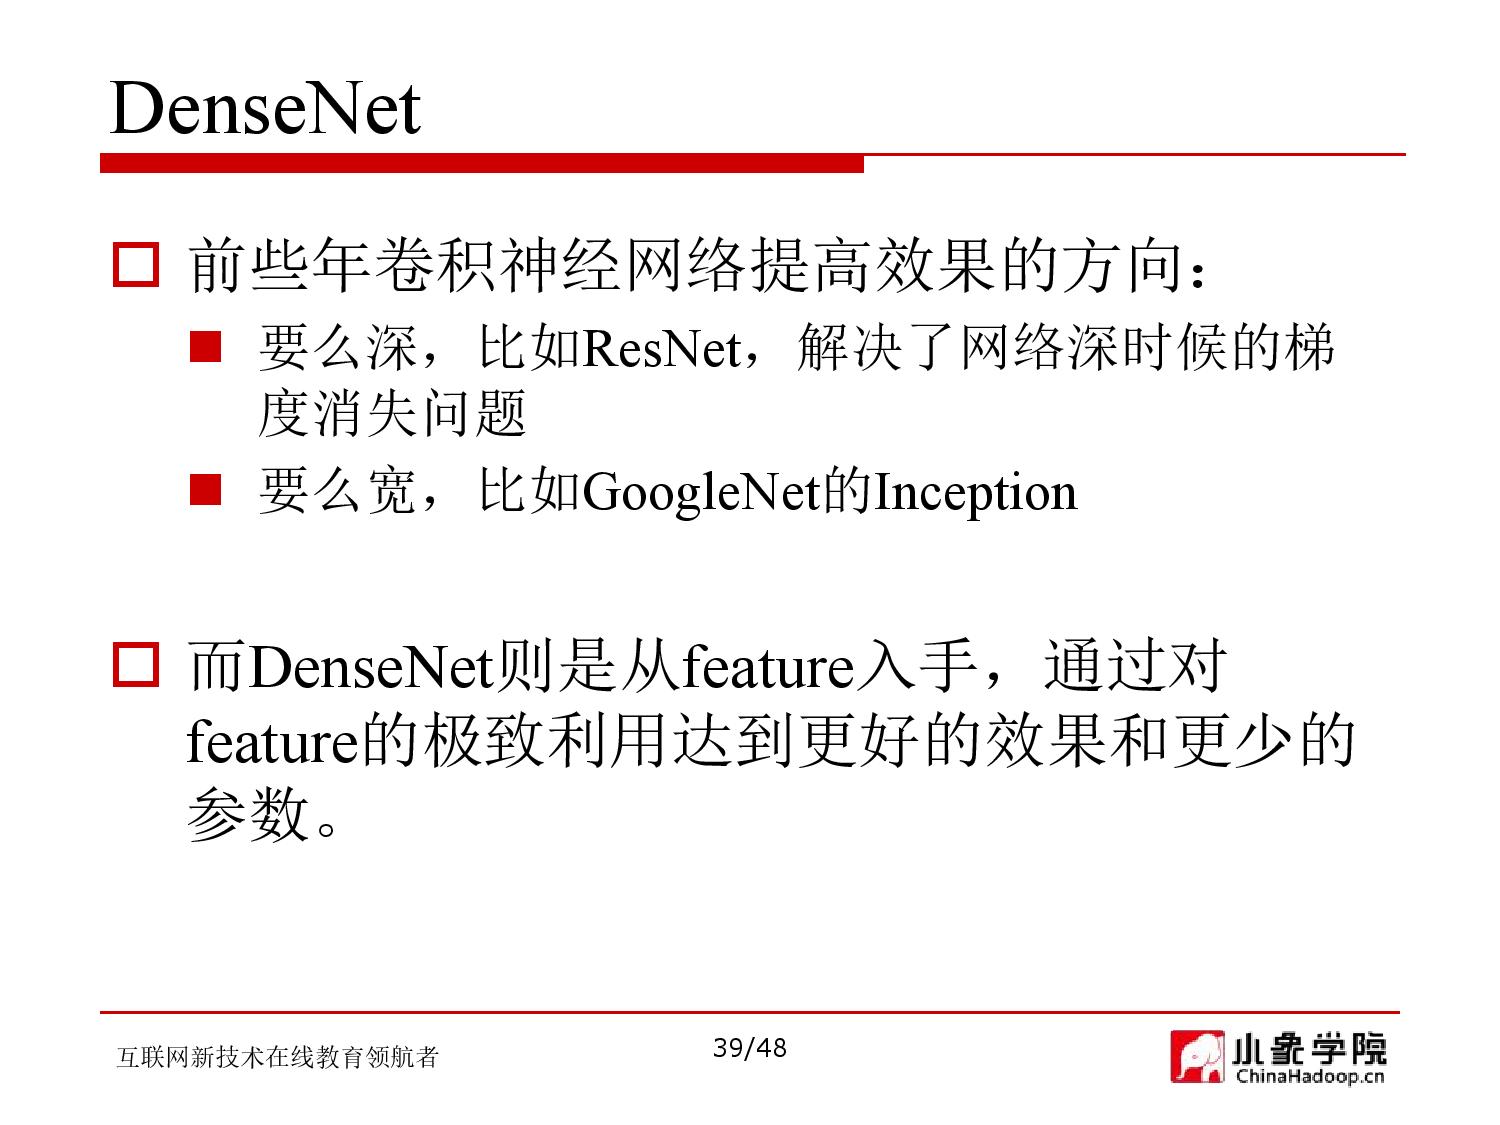 DenseNet
前些年卷积神经网络提高效果的方向：
要么深，比如ResNet，解决了网络深时候的梯
度消失问题
要么宽，比如GoogleNet的Inception
而DenseNet则是从feature入手，通过对
feature的极致利用达到更好的效果和更少的
参数。
互联网新技术在线教育领航者
39/48
小象学院
ChinaHadoop.cn